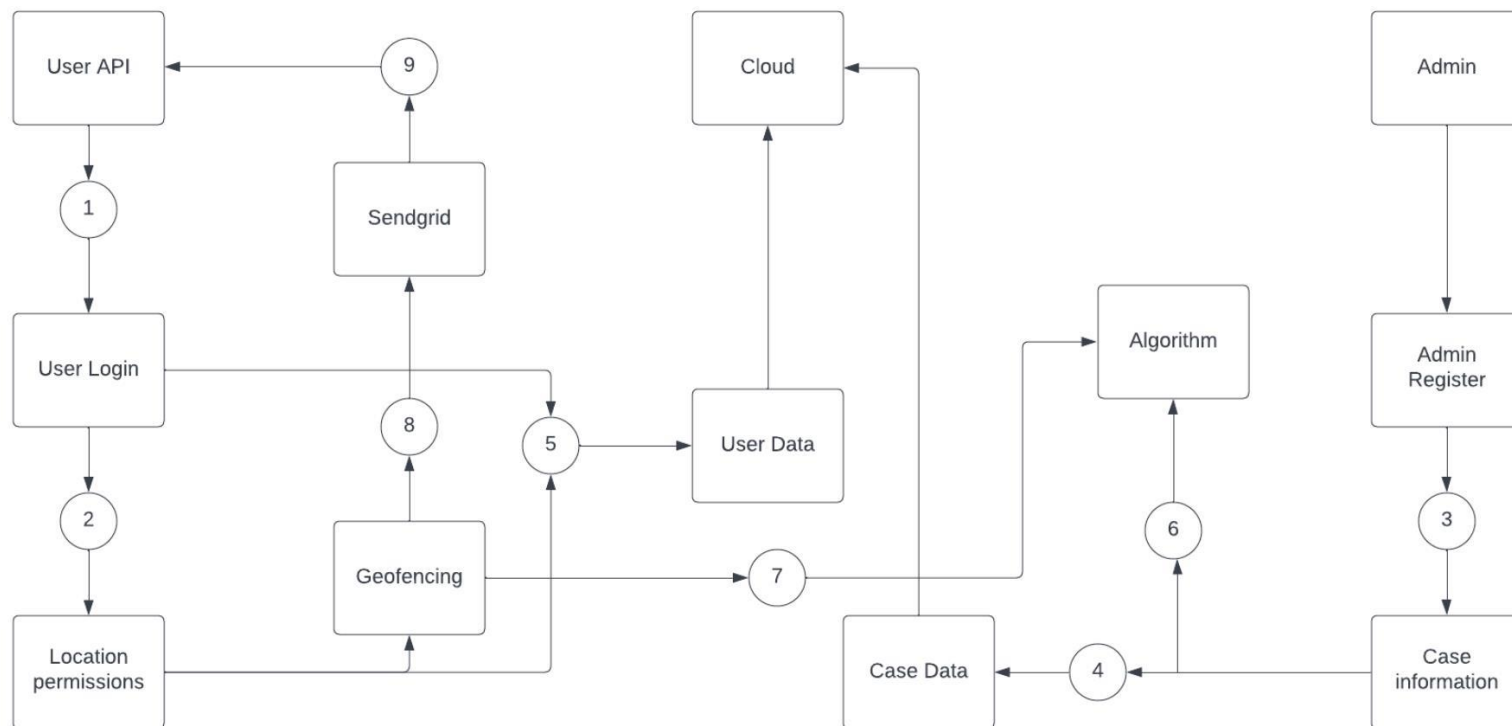 User API
9
Cloud
Admin
1
Sendgrid
User Login
Algorithm
Admin
Register
8
5
User Data
2
6
3
Geofencing
7
Location
permissions
Case Data
4
Case
information